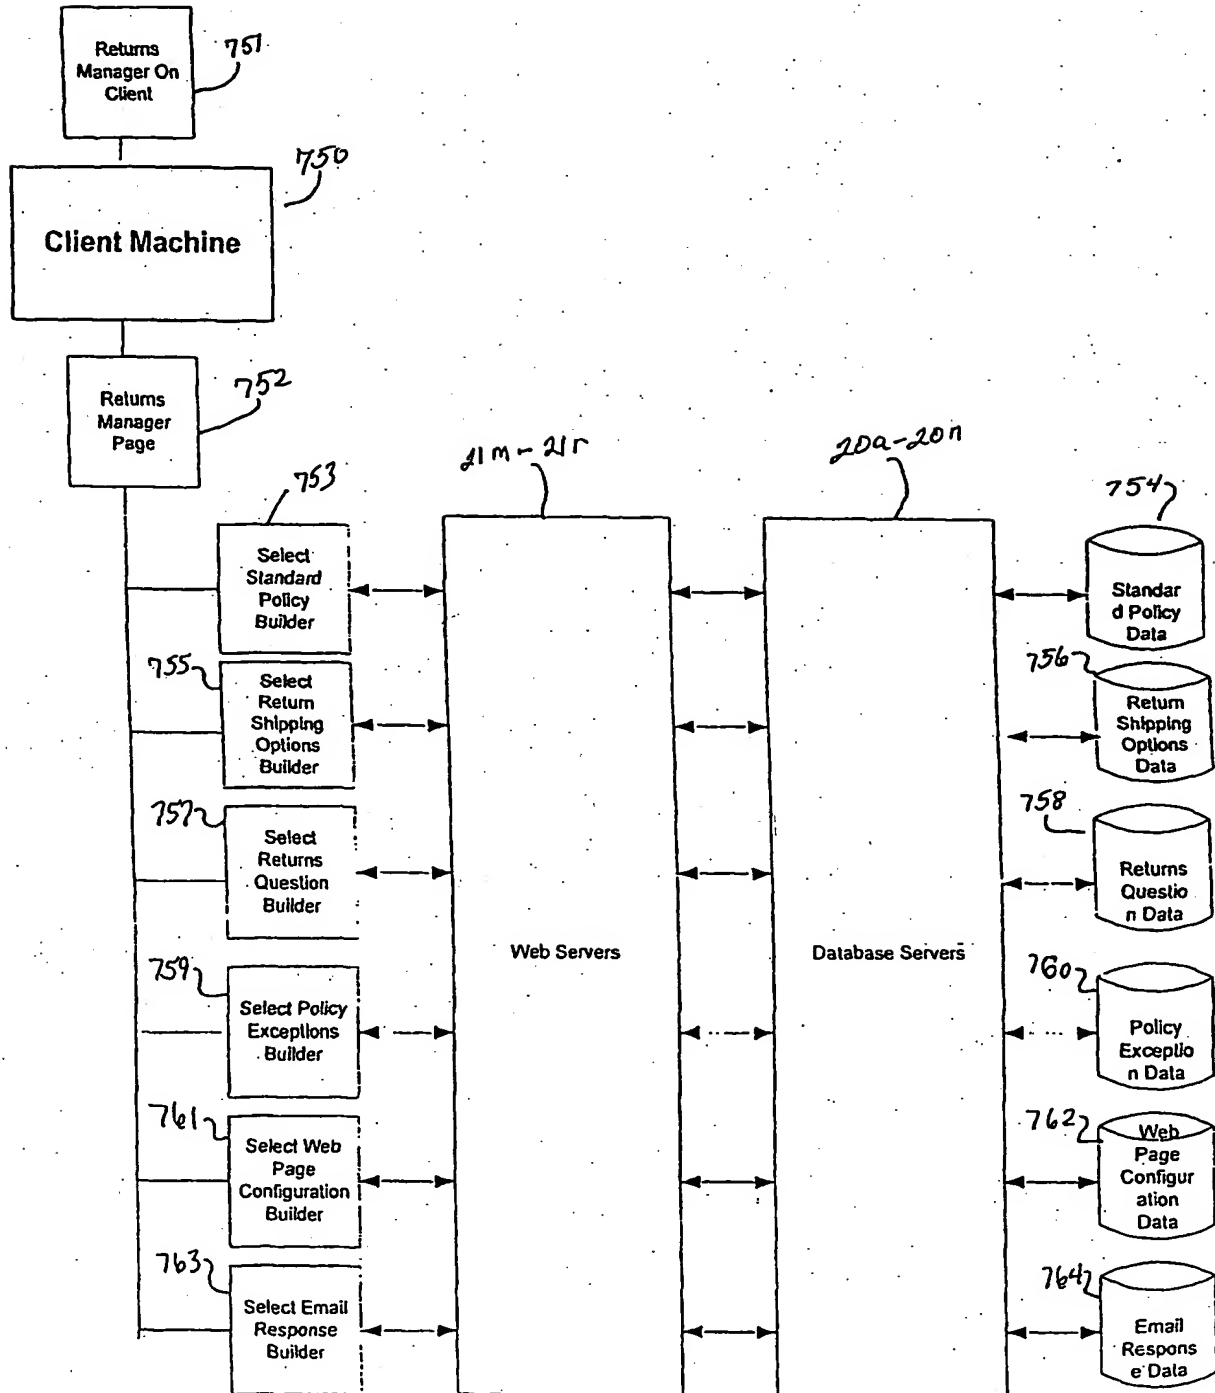 Returns
Manager On
Client
751
750
Client Machine
Returns
Manager
Page
752
753
21m-21r
20a-20n
754
Select
Standard
Policy
Builder
Standar
d Policy
Data
755
Select
Return
Shipping
Options
Builder
756
Return
Shipping
Options
Data
757
Select
Returns
Question
Builder
758
Returns
Questio
n Data
Web Servers
Database Servers
759
Select Policy
Exceptions
Builder
760
Policy
Exceptio
n Data
761
Select Web
Page
Configuration
Builder
762
Web
Page
Configur
ation
Data
763
Select Email
Response
Builder
764
Email
Respons
e Data